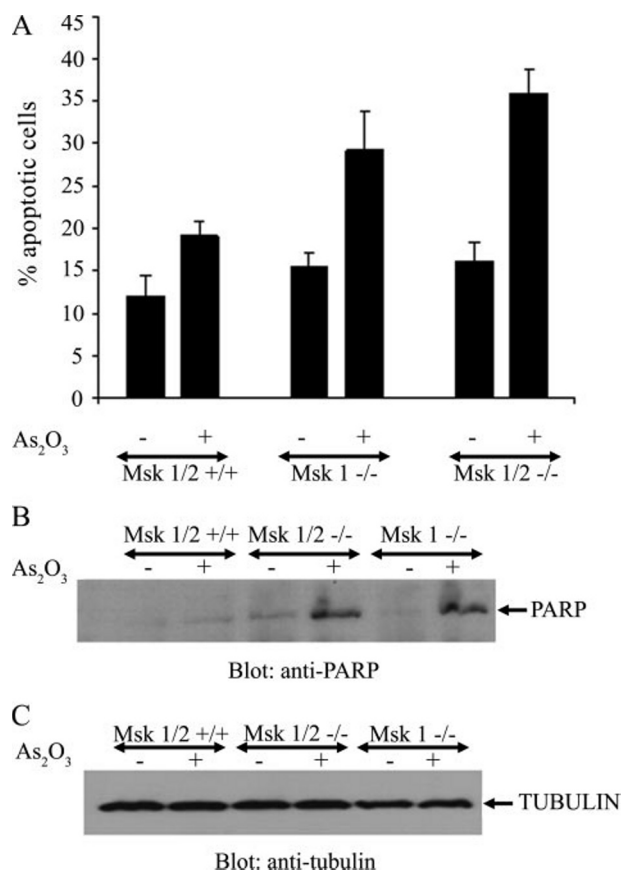 A
% apoptotic cells
45
40
35
30
25
20
15
10
5
0
As₂O₃ - + - + - +
Msk 1/2 +/+ Msk 1 -/- Msk 1/2 -/-
B
Msk 1/2 +/+ Msk 1/2 -/- Msk 1 -/-
As₂O₃ - + - + - +
PARP
Blot: anti-PARP
C
Msk 1/2 +/+ Msk 1/2 -/- Msk 1 -/-
As₂O₃ - + - + - +
TUBULIN
Blot: anti-tubulin